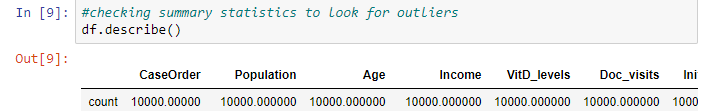 In [9]: #checking summary statistics to look for outliers
df.describe()
Out[9]:
CaseOrder Population Age Income VitD_levels Doc_visits Ini
count 10000.00000 10000.000000 10000.000000 10000.000000 10000.000000 10000.000000 1000